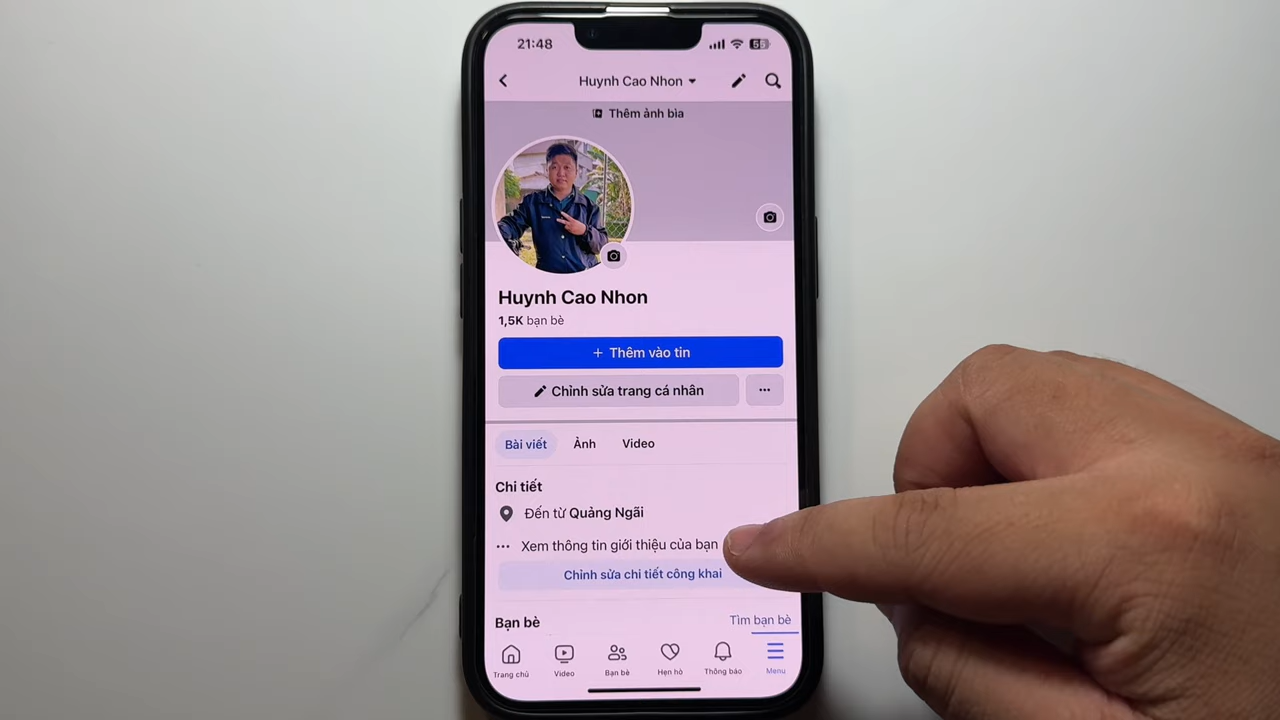 21:48
Huynh Cao Nhon
Thêm ảnh bìa
Huynh Cao Nhon
1,5K bạn bè
+ Thêm vào tin
Chỉnh sửa trang cá nhân
Bài viết Ảnh Video
Chi tiết
Đến từ Quảng Ngãi
Xem thông tin giới thiệu của bạn
Chỉnh sửa chi tiết công khai
Bạn bè Tìm bạn bè
Trang chủ Video Bạn bè Hẹn hò Thông báo Menu